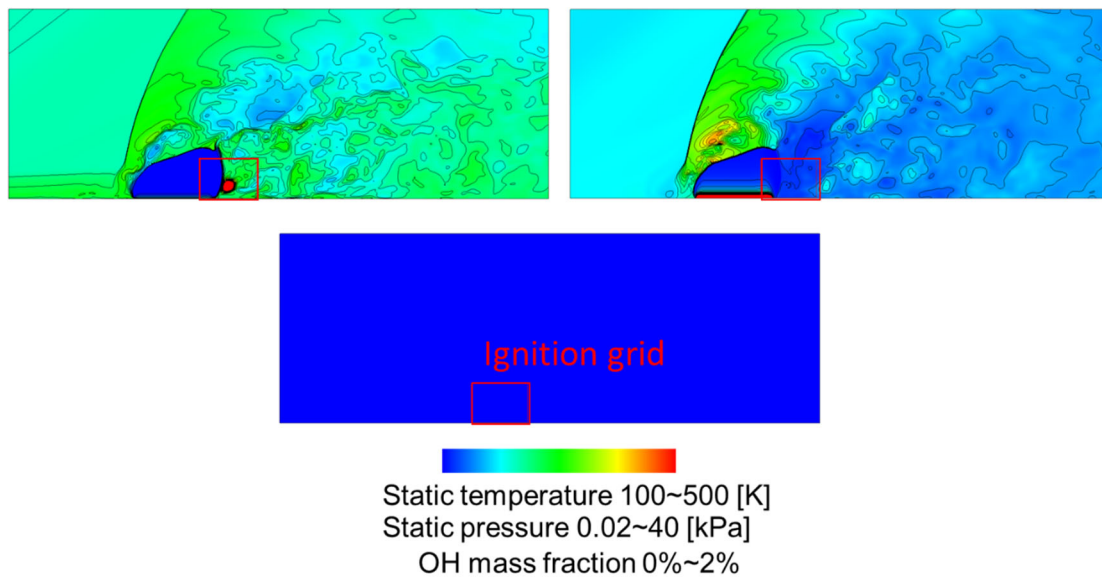 Ignition grid
Static temperature 100~500 [K]
Static pressure 0.02~40 [kPa]
OH mass fraction 0%~2%